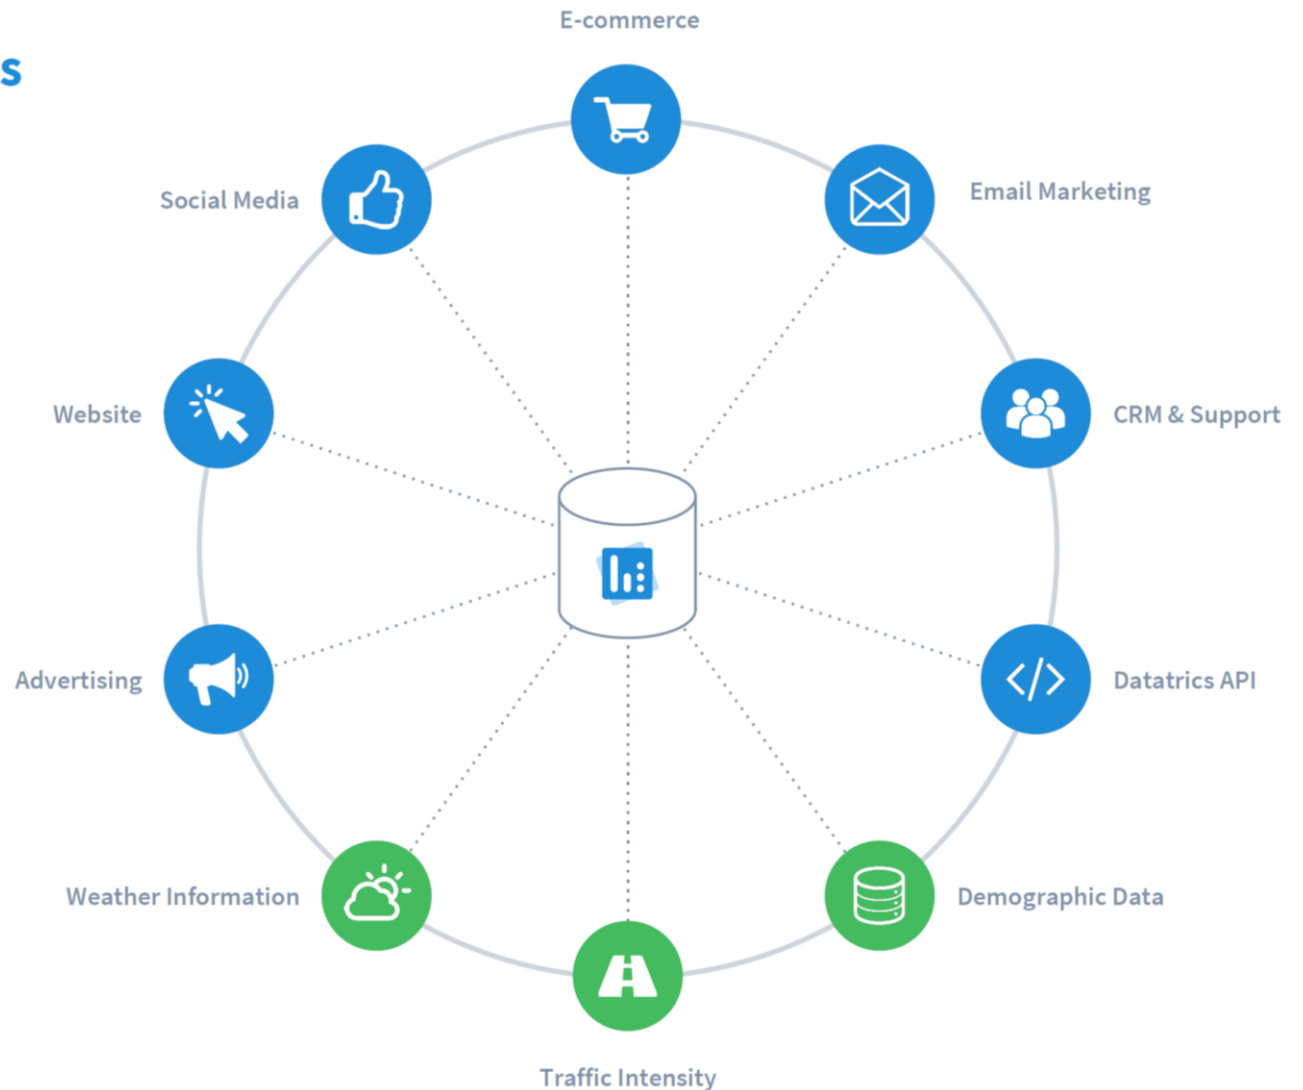 E-commerce
s
Social Media
Email Marketing
Website
CRM & Support
Advertising
Datatrics API
Weather Information
Demographic Data
Traffic Intensity